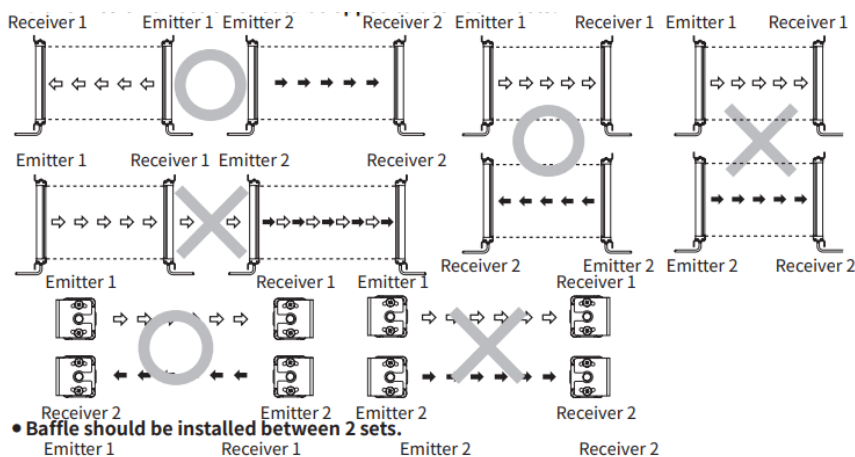 Receiver 1 Emitter 1 Emitter 2 Receiver 2 Emitter 1 Receiver 1 Emitter 1 Receiver 1
Emitter 1 Receiver 1 Emitter 2 Receiver 2
Receiver 2 Emitter 2 Emitter 2 Receiver 2
Emitter 1 Receiver 1 Emitter 1 Receiver 1
Receiver 2 Emitter 2 Emitter 2 Receiver 2
• Baffle should be installed between 2 sets.
Emitter 1 Receiver 1 Emitter 2 Receiver 2